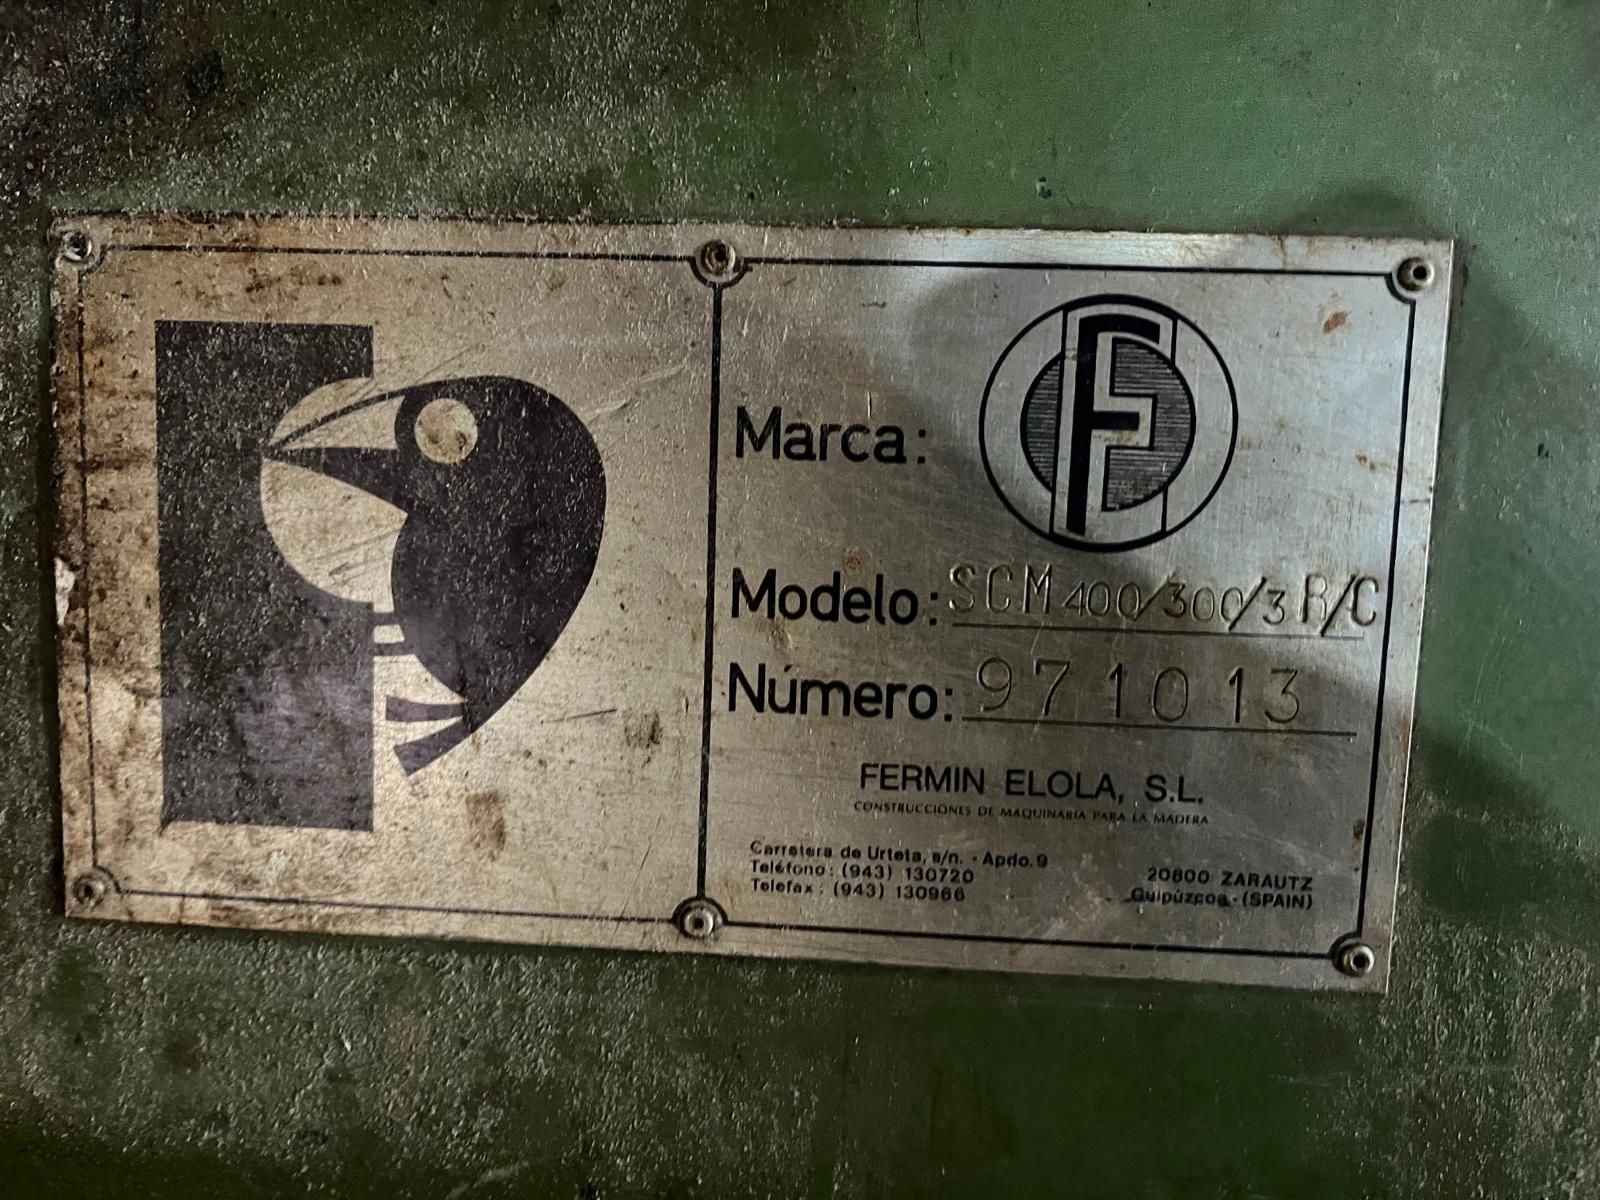 Marca: FE
Modelo: SCM 400/300/3 R/C
Número: 971013
FERMIN ELOLA, S.L.
CONSTRUCCIONES DE MAQUINARIA PARA LA MADERA
Carretera de Urteta, s/n. - Apdo. 9
Teléfono: (943) 130720
Telefax: (943) 130966
20800 ZARAUTZ
Guipúzcoa - (SPAIN)